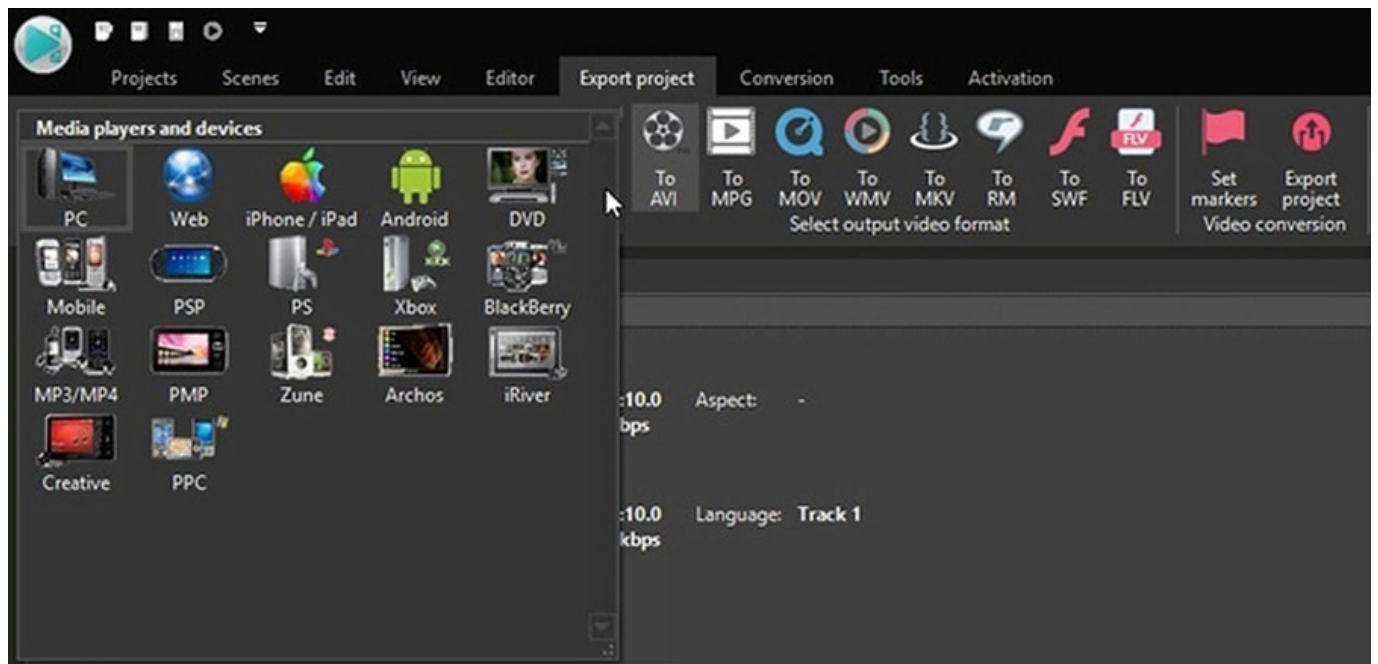 Projects Scenes Edit View Editor Export project Conversion Tools Activation
Media players and devices
PC Web iPhone / iPad Android DVD
Mobile PSP PS Xbox BlackBerry
MP3/MP4 PMP Zune Archos iRiver
Creative PPC
To AVI
To MPG
To MOV
To WMV
To MKV
To RM
To SWF
FLV
To FLV
Select output video format
Set markers
Export project
Video conversion
:10.0 Aspect: -
bps
:10.0 Language: Track 1
kbps